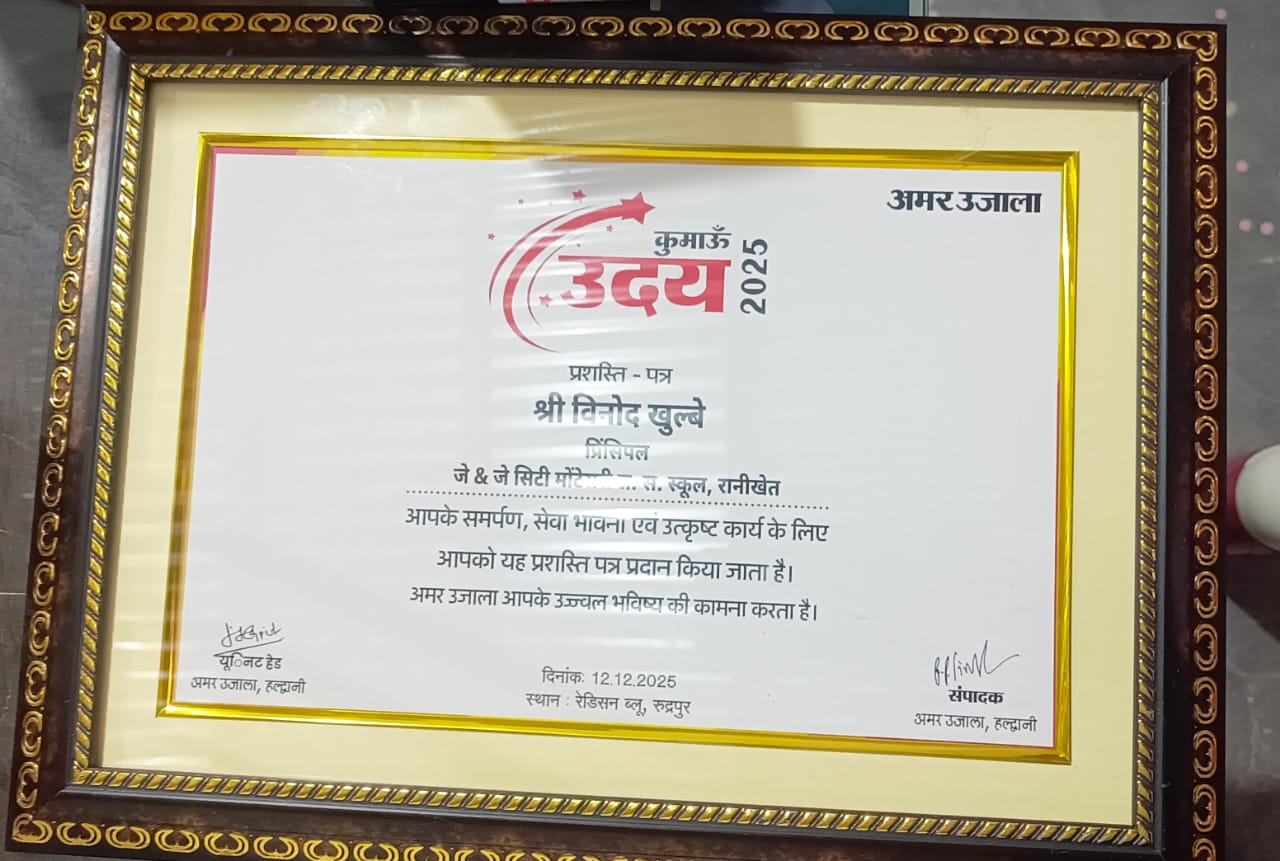 अमर उजाला
कुमाऊँ
उदय
2025
प्रशस्ति - पत्र
श्री विनोद खुल्बे
प्रिंसिपल
जे & जे सिटी स. स्कूल, रानीखेत
आपके समर्पण, सेवा भावना एवं उत्कृष्ट कार्य के लिए
आपको यह प्रशस्ति पत्र प्रदान किया जाता है।
अमर उजाला आपके उज्ज्वल भविष्य की कामना करता है।
यूिनट हेड
अमर उजाला, हल्द्वानी
दिनांक: 12.12.2025
स्थान : रेडिसन ब्लू, रुद्रपुर
संपादक
अमर उजाला, हल्द्वानी